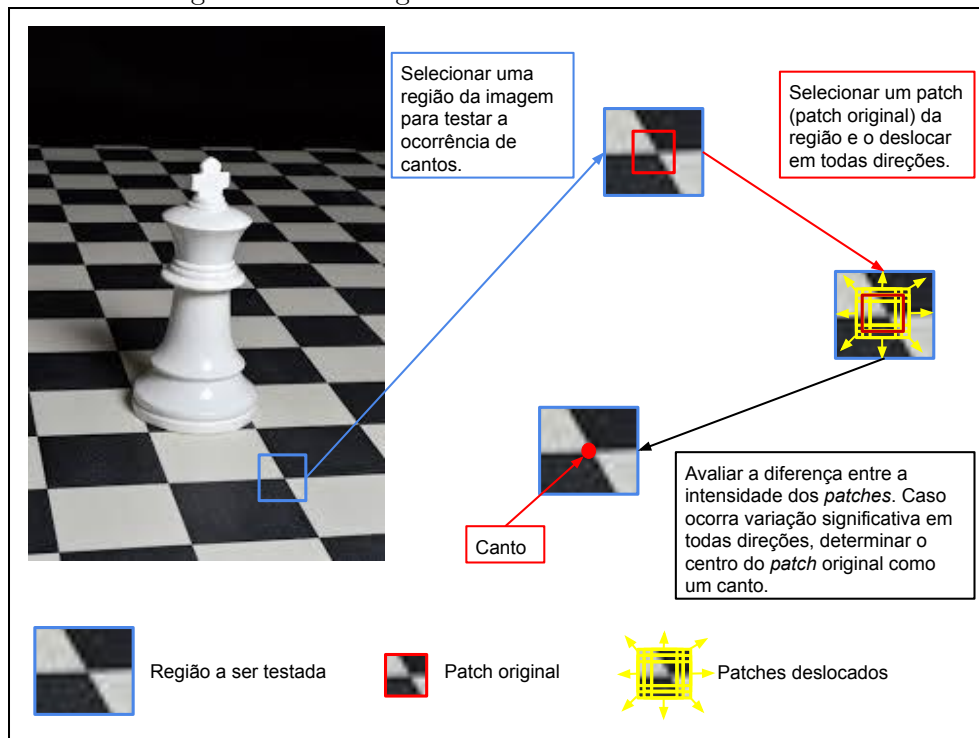 Selecionar uma
região da imagem
para testar a
ocorrência de
cantos.
Selecionar um patch
(patch original) da
região e o deslocar
em todas direções.
Avaliar a diferença entre a
intensidade dos patches. Caso
ocorra variação significativa em
todas direções, determinar o
centro do patch original como
um canto.
Canto
Região a ser testada
Patch original
Patches deslocados